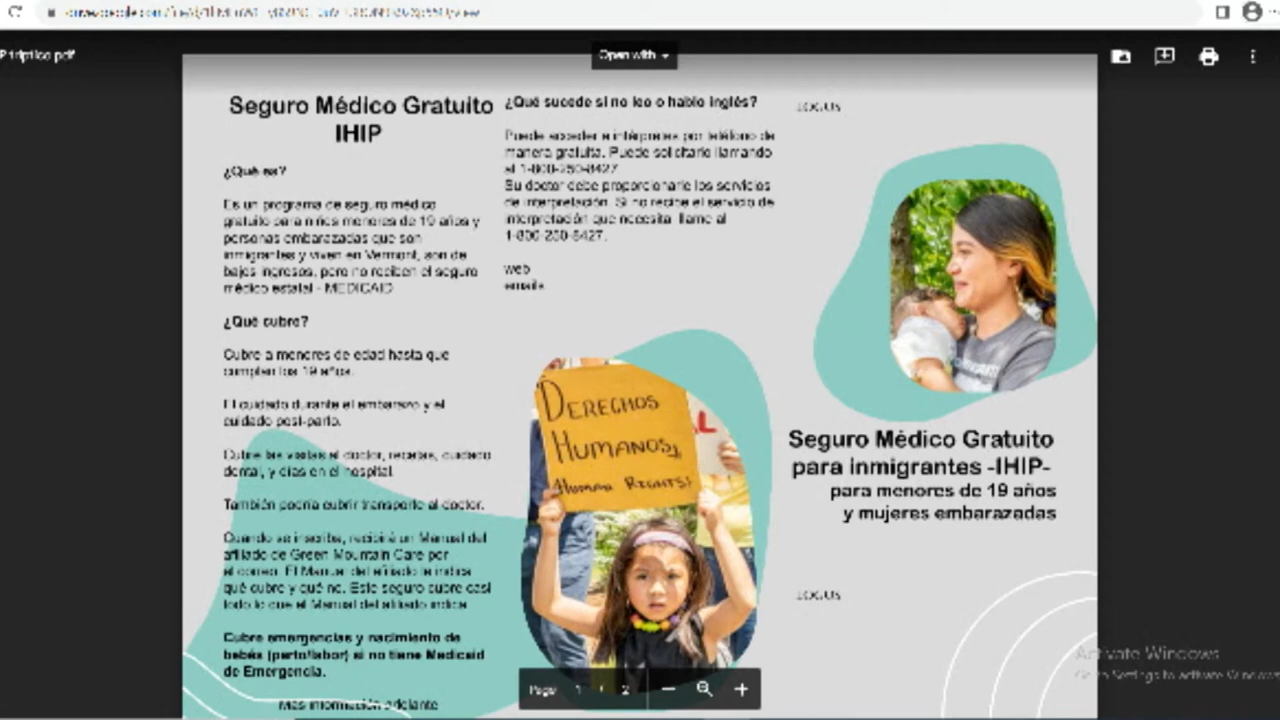 Open with
Seguro Médico Gratuito
IHIP
¿Qué es?
Es un programa de seguro médico
gratuito para niños menores de 19 años y
personas embarazadas que son
inmigrantes y viven en Vermont, son de
bajos ingresos, pero no reciben el seguro
médico estatal - MEDICAID
¿Qué cubre?
Cubre a menores de edad hasta que
cumplan los 19 años.
El cuidado durante el embarazo y el
cuidado post-parto.
Cubre las visitas al doctor, recetas, cuidado
dental, y días en el hospital.
También podría cubrir transporte al doctor.
Cuando se inscriba, recibirá un Manual del
afiliado de Green Mountain Care por
el correo. El Manual del afiliado le indica
qué cubre y qué no. Este seguro cubre casi
todo lo que el Manual del afiliado indica
Cubre emergencias y nacimiento de
bebés (parto/labor) si no tiene Medicaid
de Emergencia.
Más información adelante
¿Qué sucede si no leo o hablo inglés?
Puede acceder a intérpretes por teléfono de
manera gratuita. Puede solicitarlo llamando
al 1-800-250-8427
Su doctor debe proporcionarle los servicios
de interpretación. Si no recibe el servicio de
interpretación que necesita, llame al
1-800-250-8427.
web
emails
DERECHOS
HUMANOS,
HUMAN RIGHTS!
LOGOS
Seguro Médico Gratuito
para inmigrantes -IHIP-
para menores de 19 años
y mujeres embarazadas
LOGOS
Page 1 / 2
Activate Windows
Go to Settings to activate Windows